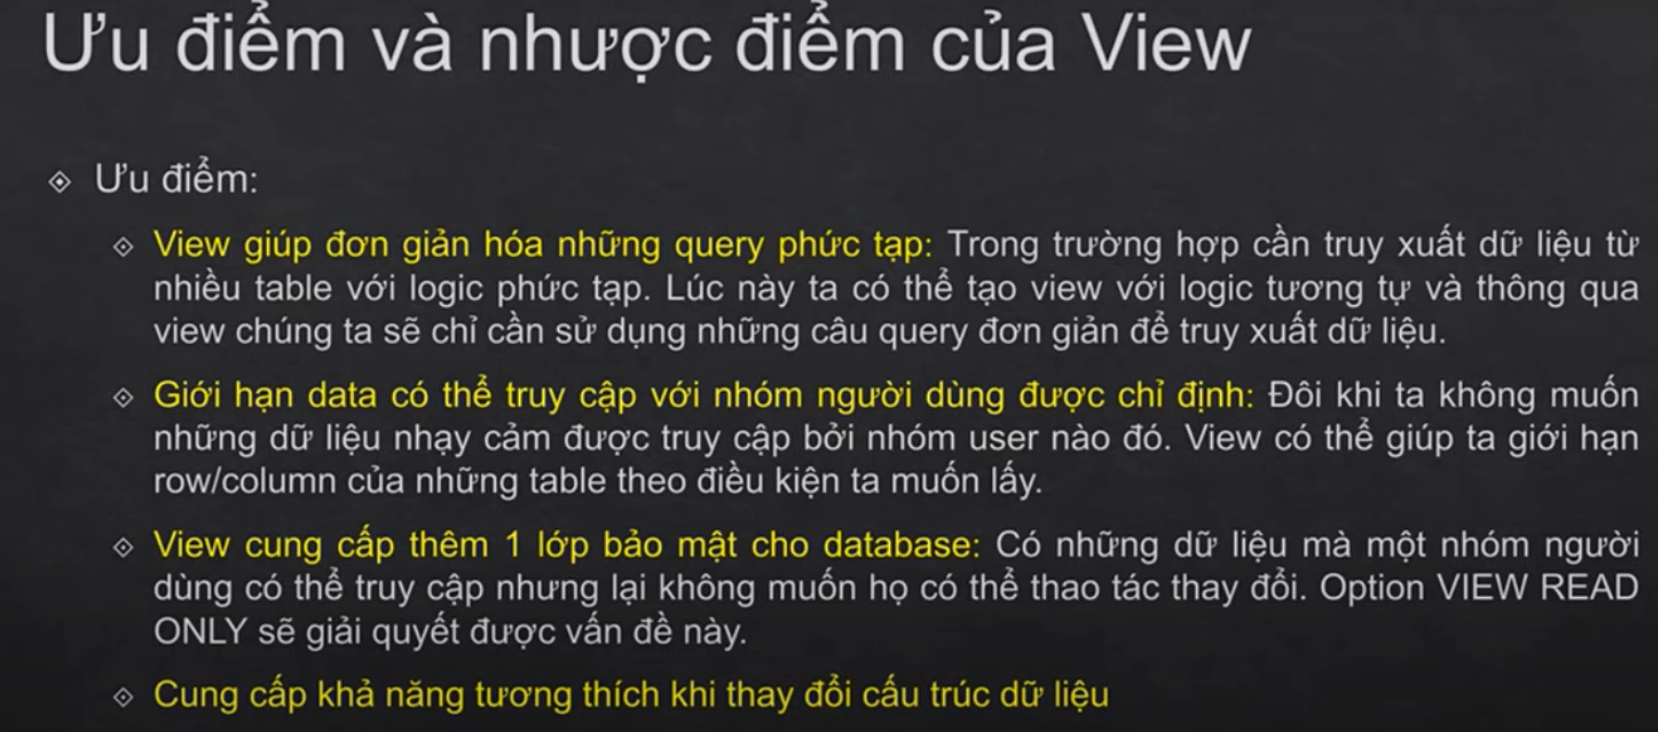 Ưu điểm và nhược điểm của View
Ưu điểm:
View giúp đơn giản hóa những query phức tạp: Trong trường hợp cần truy xuất dữ liệu từ
nhiều table với logic phức tạp. Lúc này ta có thể tạo view với logic tương tự và thông qua
view chúng ta sẽ chỉ cần sử dụng những câu query đơn giản để truy xuất dữ liệu.
Giới hạn data có thể truy cập với nhóm người dùng được chỉ định: Đôi khi ta không muốn
những dữ liệu nhạy cảm được truy cập bởi nhóm user nào đó. View có thể giúp ta giới hạn
row/column của những table theo điều kiện ta muốn lấy.
View cung cấp thêm 1 lớp bảo mật cho database: Có những dữ liệu mà một nhóm người
dùng có thể truy cập nhưng lại không muốn họ có thể thao tác thay đổi. Option VIEW READ
ONLY sẽ giải quyết được vấn đề này.
Cung cấp khả năng tương thích khi thay đổi cấu trúc dữ liệu